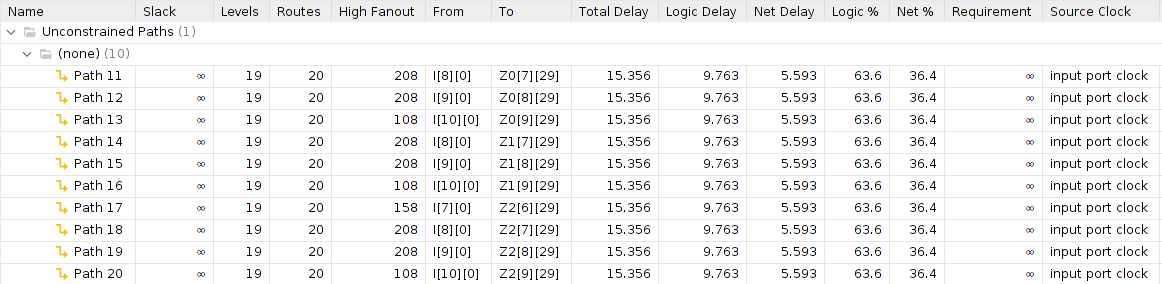 Name Slack Levels Routes High Fanout From To Total Delay Logic Delay Net Delay Logic % Net % Requirement Source Clock
Unconstrained Paths (1)
(none) (10)
Path 11 ∞ 19 20 208 I[8][0] Z0[7][29] 15.356 9.763 5.593 63.6 36.4 ∞ input port clock
Path 12 ∞ 19 20 208 I[9][0] Z0[8][29] 15.356 9.763 5.593 63.6 36.4 ∞ input port clock
Path 13 ∞ 19 20 108 I[10][0] Z0[9][29] 15.356 9.763 5.593 63.6 36.4 ∞ input port clock
Path 14 ∞ 19 20 208 I[8][0] Z1[7][29] 15.356 9.763 5.593 63.6 36.4 ∞ input port clock
Path 15 ∞ 19 20 208 I[9][0] Z1[8][29] 15.356 9.763 5.593 63.6 36.4 ∞ input port clock
Path 16 ∞ 19 20 108 I[10][0] Z1[9][29] 15.356 9.763 5.593 63.6 36.4 ∞ input port clock
Path 17 ∞ 19 20 158 I[7][0] Z2[6][29] 15.356 9.763 5.593 63.6 36.4 ∞ input port clock
Path 18 ∞ 19 20 208 I[8][0] Z2[7][29] 15.356 9.763 5.593 63.6 36.4 ∞ input port clock
Path 19 ∞ 19 20 208 I[9][0] Z2[8][29] 15.356 9.763 5.593 63.6 36.4 ∞ input port clock
Path 20 ∞ 19 20 108 I[10][0] Z2[9][29] 15.356 9.763 5.593 63.6 36.4 ∞ input port clock